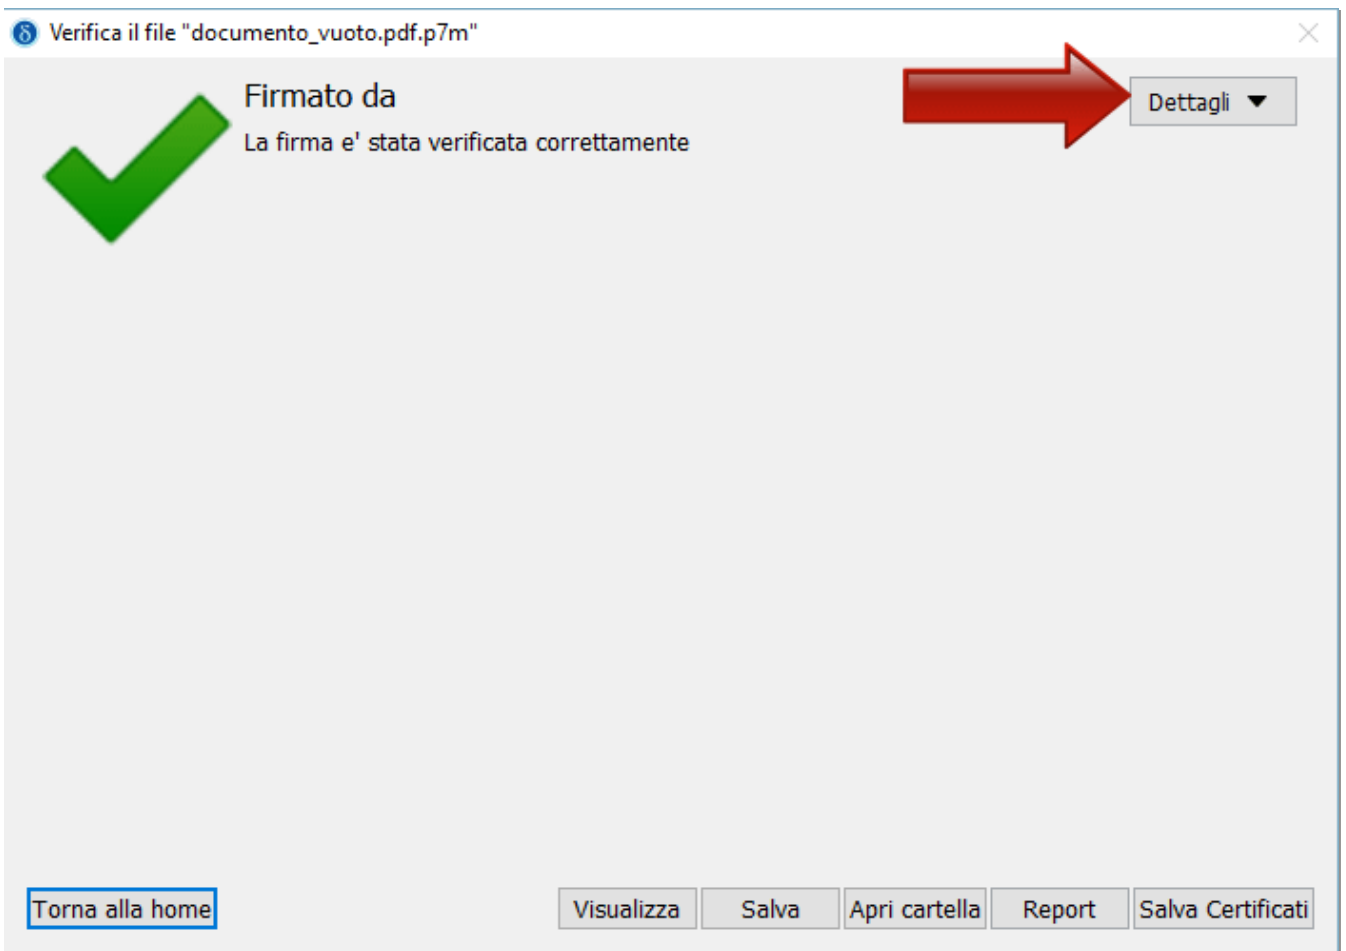 Verifica il file "documento_vuoto.pdf.p7m"
Firmato da
Dettagli
La firma e' stata verificata correttamente
Torna alla home
Visualizza
Salva
Apri cartella
Report
Salva Certificati